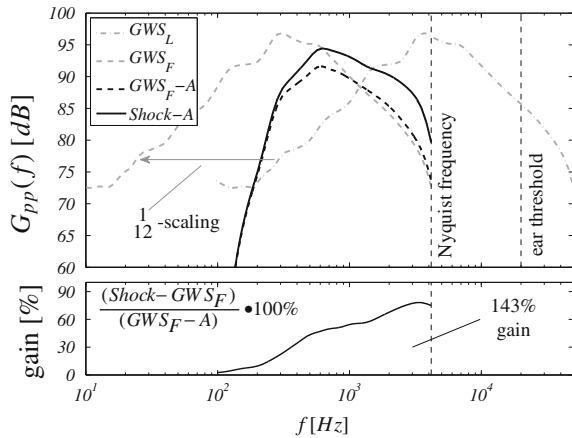 100
95
90
85
80
75
70
65
60
G_pp(f) [dB]
GWS_L
GWS_F
GWS_F−A
Shock−A
1
12 -scaling
Nyquist frequency
ear threshold
90
60
30
0
gain [%]
(Shock−GWS_F)
(GWS_F−A) •100%
143%
gain
10^1
10^2
10^3
10^4
f [Hz]